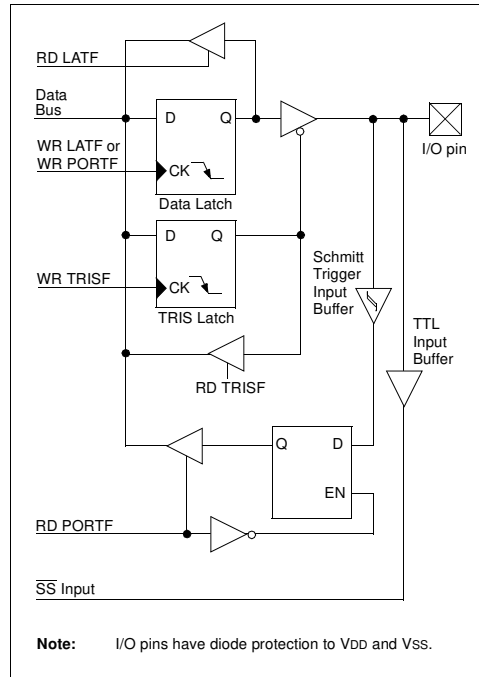 RD LATF
Data
Bus
D Q
WR LATF or
WR PORTF
CK
Data Latch
I/O pin
D Q
WR TRISF
CK
TRIS Latch
Schmitt
Trigger
Input
Buffer
TTL
Input
Buffer
RD TRISF
Q D
EN
RD PORTF
S̅S̅ Input
Note: I/O pins have diode protection to VDD and VSS.